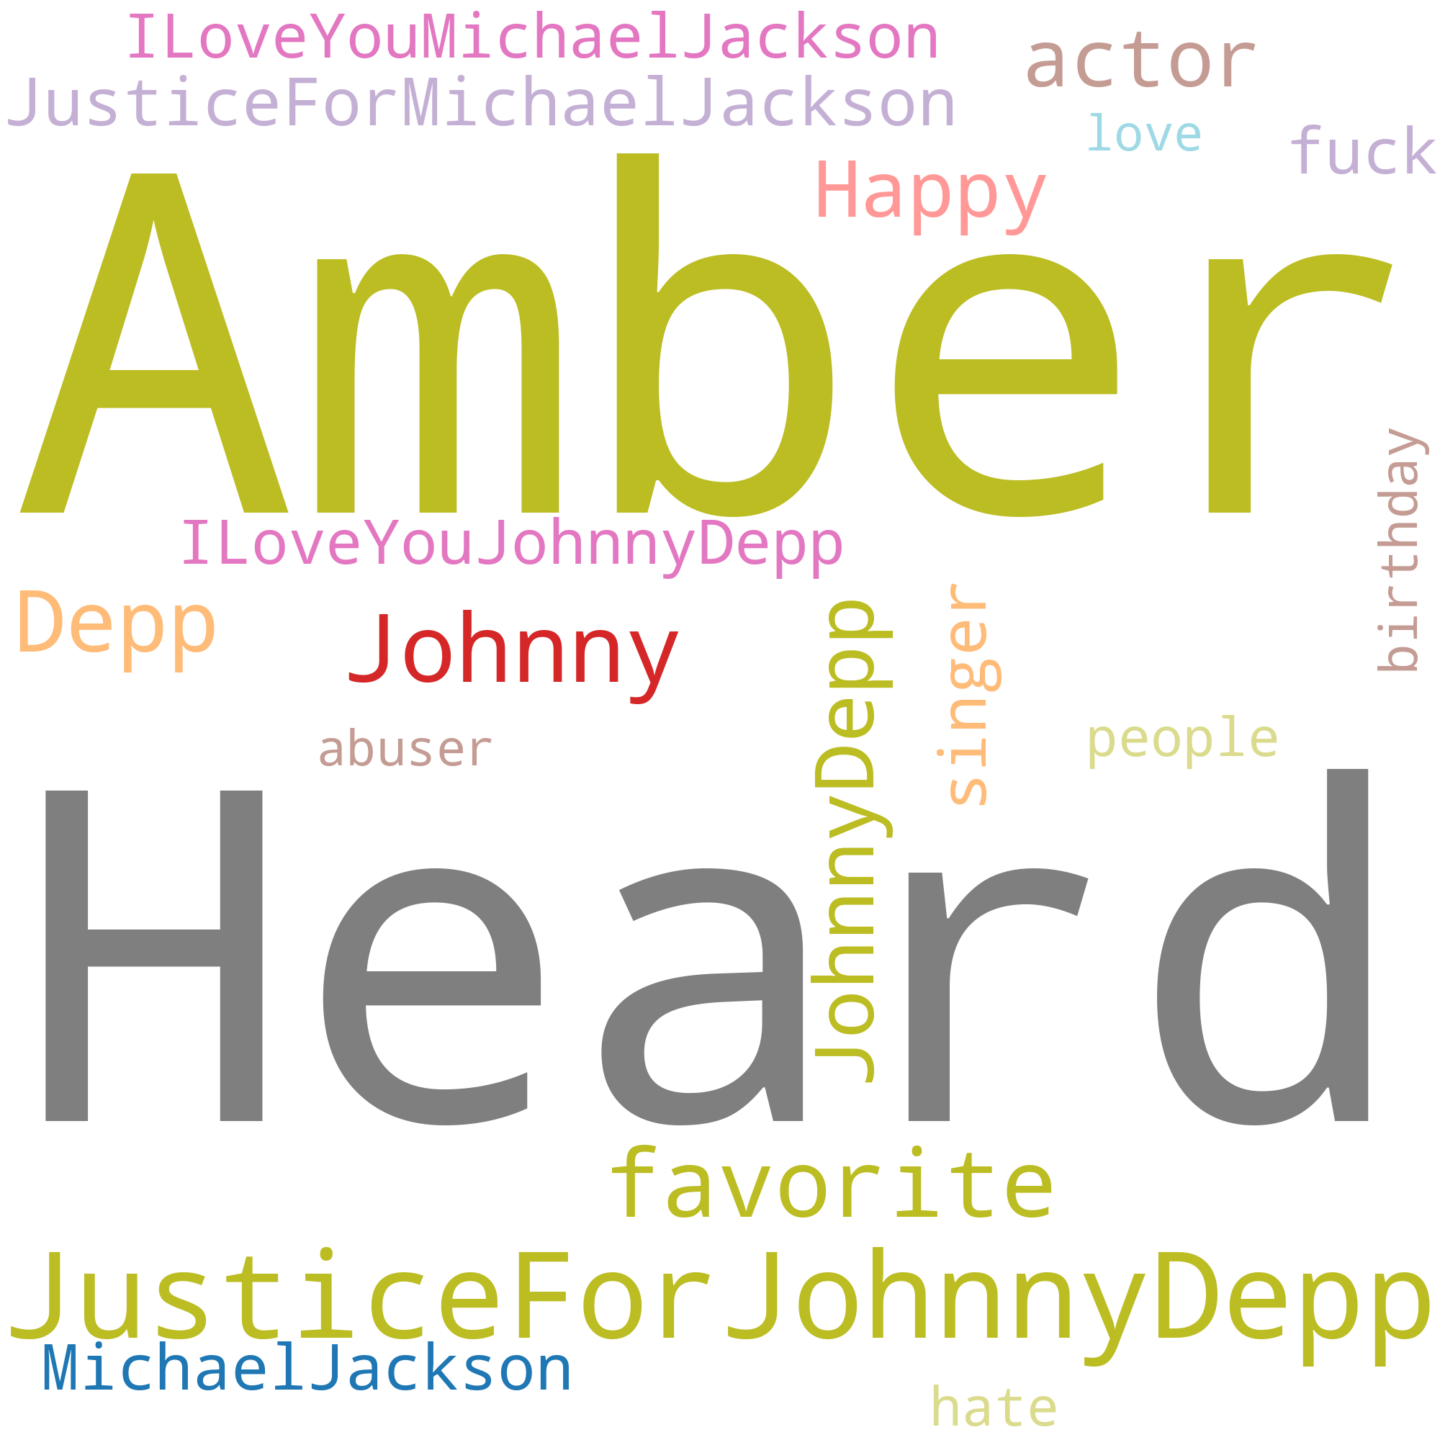 ILoveYouMichaelJackson
actor
JusticeForMichaelJackson
love
fuck
Happy
Amber
birthday
ILoveYouJohnnyDepp
Depp
Johnny
JohnnyDepp
singer
abuser
people
Heard
favorite
JusticeForJohnnyDepp
MichaelJackson
hate